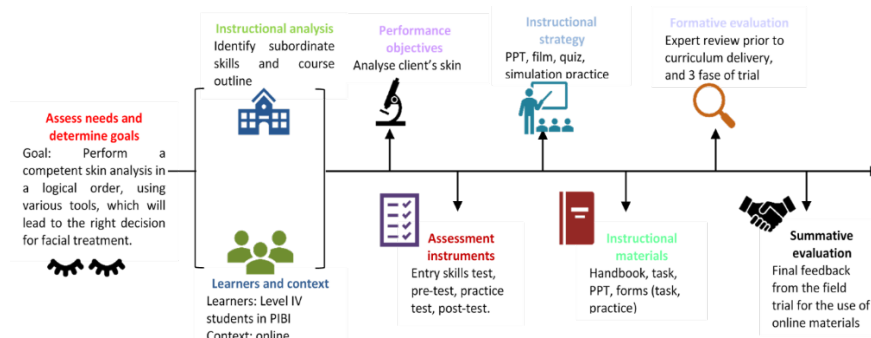 Instructional analysis
Identify subordinate
skills and course
outline
Performance
objectives
Analyse client's skin
Instructional
strategy
PPT, film, quiz,
simulation practice
Formative evaluation
Expert review prior to
curriculum delivery,
and 3 fase of trial
Assess needs and
determine goals
Goal: Perform a
competent skin analysis in
a logical order, using
various tools, which will
lead to the right decision
for facial treatment.
Learners and context
Learners: Level IV
students in PIBI
Context: online
Assessment
instruments
Entry skills test,
pre-test, practice
test, post-test.
Instructional
materials
Handbook, task,
PPT, forms (task,
practice)
Summative
evaluation
Final feedback
from the field
trial for the use of
online materials